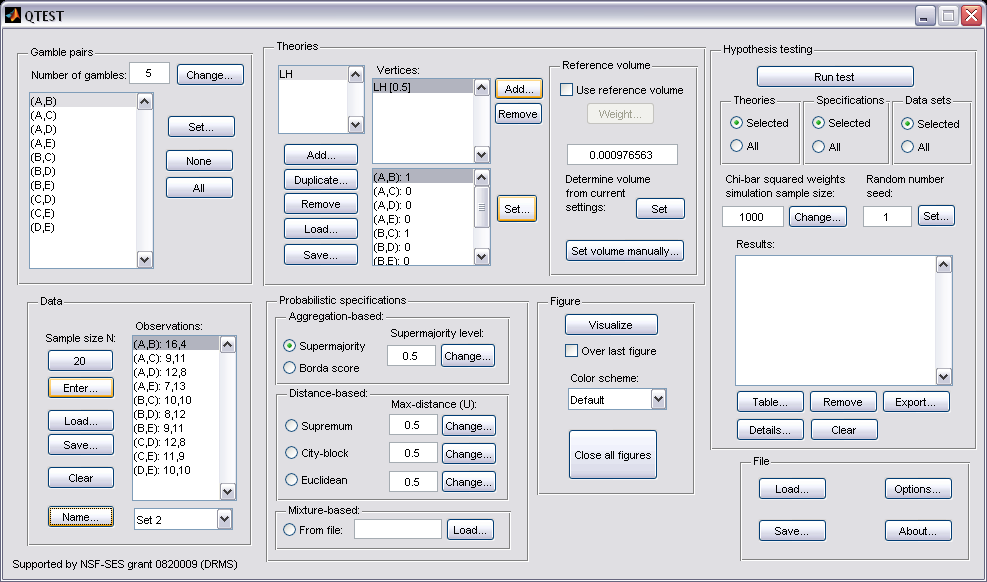 QTEST
Gamble pairs
Number of gambles: 5 Change...
(A,B)
(A,C)
(A,D)
(A,E)
(B,C)
(B,D)
(B,E)
(C,D)
(C,E)
(D,E)
Set...
None
All
Theories
LH
Add...
Duplicate...
Remove
Load...
Save...
Vertices:
LH [0.5]
Add...
Remove
(A,B): 1
(A,C): 0
(A,D): 0
(A,E): 0
(B,C): 1
(B,D): 0
(B,E): 0
Set...
Reference volume
Use reference volume
Weight...
0.000976563
Determine volume
from current
settings:
Set
Set volume manually...
Hypothesis testing
Run test
Theories
Selected
All
Specifications
Selected
All
Data sets
Selected
All
Chi-bar squared weights
simulation sample size:
1000 Change...
Random number
seed:
1 Set...
Results:
Table... Remove Export...
Details... Clear
Data
Sample size N:
20
Enter...
Load...
Save...
Clear
Name...
Observations:
(A,B): 16,4
(A,C): 9,11
(A,D): 12,8
(A,E): 7,13
(B,C): 10,10
(B,D): 8,12
(B,E): 9,11
(C,D): 12,8
(C,E): 11,9
(D,E): 10,10
Set 2
Probabilistic specifications
Aggregation-based:
Supermajority level:
Supermajority 0.5 Change...
Borda score
Distance-based:
Max-distance (U):
Supremum 0.5 Change...
City-block 0.5 Change...
Euclidean 0.5 Change...
Mixture-based:
From file: Load...
Figure
Visualize
Over last figure
Color scheme:
Default
Close all figures
File
Load... Options...
Save... About...
Supported by NSF-SES grant 0820009 (DRMS)